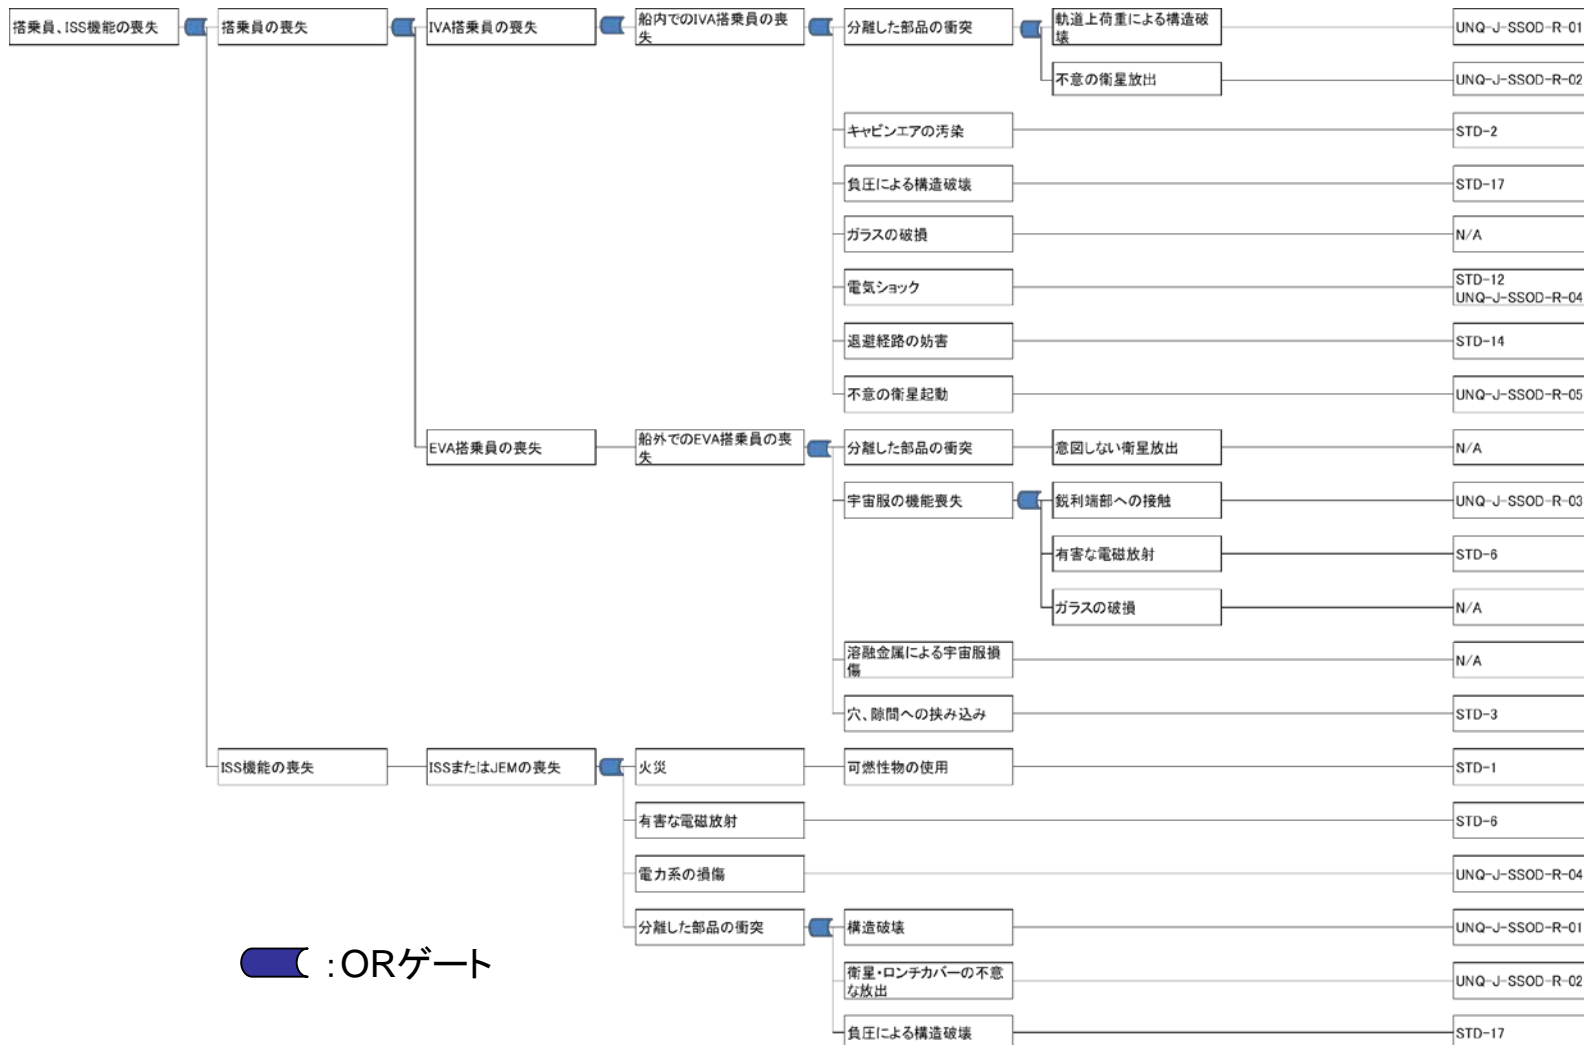 搭乗員、ISS機能の喪失
搭乗員の喪失
IVA搭乗員の喪失
船内でのIVA搭乗員の喪
失
分離した部品の衝突
軌道上荷重による構造破
壊
UNQ-J-SSOD-R-01
不意の衛星放出
UNQ-J-SSOD-R-02
キャビンエアの汚染
STD-2
負圧による構造破壊
STD-17
ガラスの破損
N/A
電気ショック
STD-12
UNQ-J-SSOD-R-04
退避経路の妨害
STD-14
不意の衛星起動
UNQ-J-SSOD-R-05
EVA搭乗員の喪失
船外でのEVA搭乗員の喪
失
分離した部品の衝突
意図しない衛星放出
N/A
宇宙服の機能喪失
鋭利端部への接触
UNQ-J-SSOD-R-03
有害な電磁放射
STD-6
ガラスの破損
N/A
溶融金属による宇宙服損
傷
N/A
穴、隙間への挟み込み
STD-3
ISS機能の喪失
ISSまたはJEMの喪失
火災
可燃性物の使用
STD-1
有害な電磁放射
STD-6
電力系の損傷
UNQ-J-SSOD-R-04
分離した部品の衝突
構造破壊
UNQ-J-SSOD-R-01
衛星・ロンチカバーの不意
な放出
UNQ-J-SSOD-R-02
負圧による構造破壊
STD-17
:ORゲート